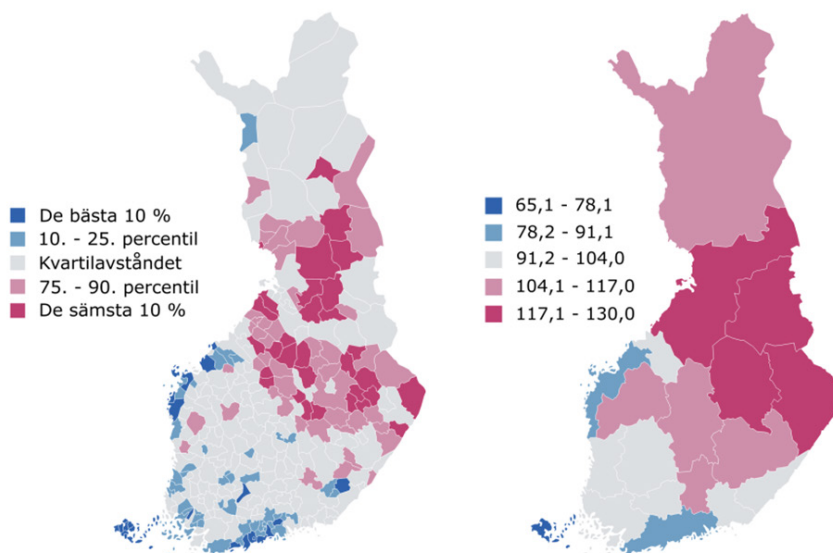 De bästa 10 %
10. - 25. percentil
Kvartilavståndet
75. - 90. percentil
De sämsta 10 %
65,1 - 78,1
78,2 - 91,1
91,2 - 104,0
104,1 - 117,0
117,1 - 130,0